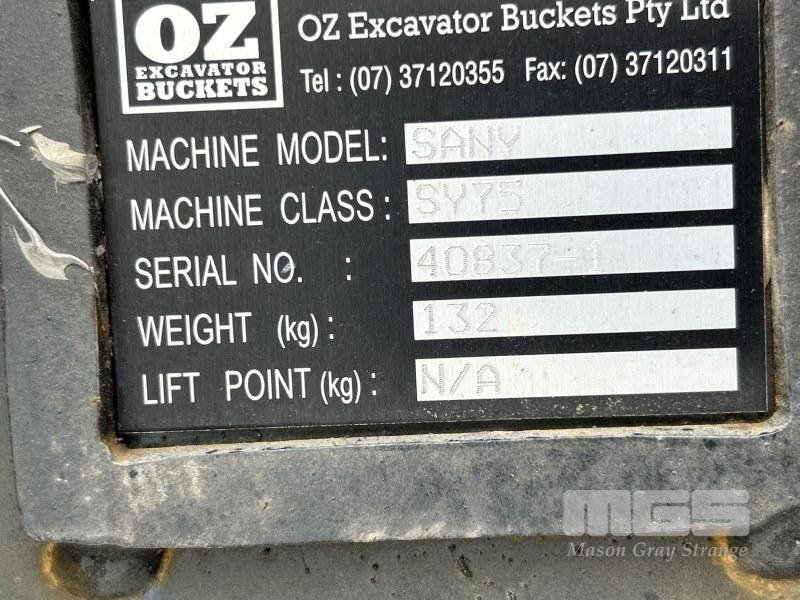 OZ
EXCAVATOR
BUCKETS
OZ Excavator Buckets Pty Ltd
Tel : (07) 37120355 Fax: (07) 37120311
MACHINE MODEL: SANY
MACHINE CLASS : SY75
SERIAL NO. : 40837-1
WEIGHT (kg) : 132
LIFT POINT (kg) : N/A
MGS
Mason Gray Strange